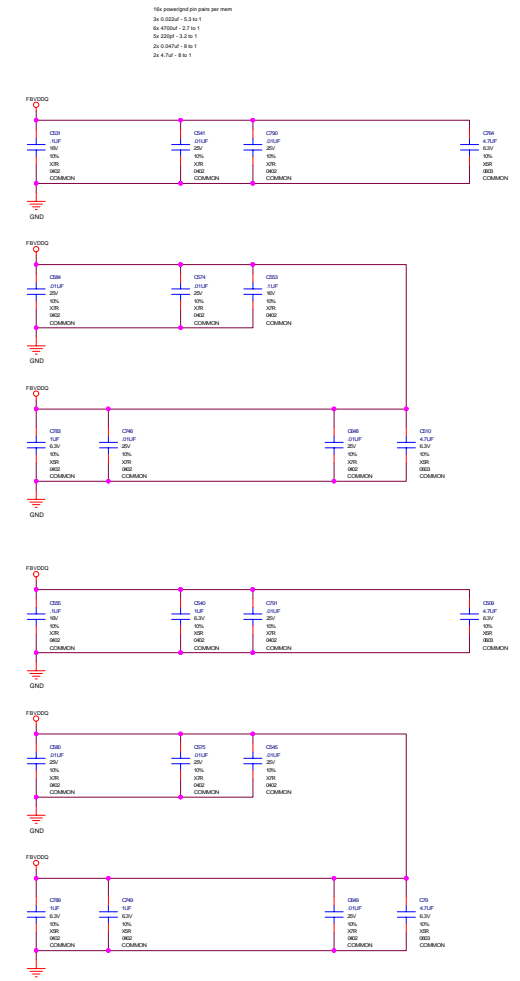 16x power/gnd pin pairs per mem
3x 0.022uf - 5.3 to 1
6x 4700uf - 2.7 to 1
5x 220pf - 3.2 to 1
2x 0.047uf - 8 to 1
2x 4.7uf - 8 to 1
FBVDDQ
C531 C541 C790 C764
.1UF .01UF .01UF 4.7UF
16V 25V 25V 6.3V
10% 10% 10% 10%
X7R X7R X7R X5R
0402 0402 0402 0603
COMMON COMMON COMMON COMMON
GND
FBVDDQ
C584 C574 C553
.01UF .01UF .1UF
25V 25V 16V
10% 10% 10%
X7R X7R X7R
0402 0402 0402
COMMON COMMON COMMON
GND
FBVDDQ
C783 C746 C648 C510
1UF .01UF .01UF 4.7UF
6.3V 25V 25V 6.3V
10% 10% 10% 10%
X5R X7R X7R X5R
0402 0402 0402 0603
COMMON COMMON COMMON COMMON
GND
FBVDDQ
C555 C540 C791 C509
.1UF 1UF .01UF 4.7UF
16V 6.3V 25V 6.3V
10% 10% 10% 10%
X7R X5R X7R X5R
0402 0402 0402 0603
COMMON COMMON COMMON COMMON
GND
FBVDDQ
C580 C575 C545
.01UF .01UF .01UF
25V 25V 25V
10% 10% 10%
X7R X7R X7R
0402 0402 0402
COMMON COMMON COMMON
GND
FBVDDQ
C789 C749 C649 C79
1UF 1UF .01UF 4.7UF
6.3V 6.3V 25V 6.3V
10% 10% 10% 10%
X5R X5R X7R X5R
0402 0402 0402 0603
COMMON COMMON COMMON COMMON